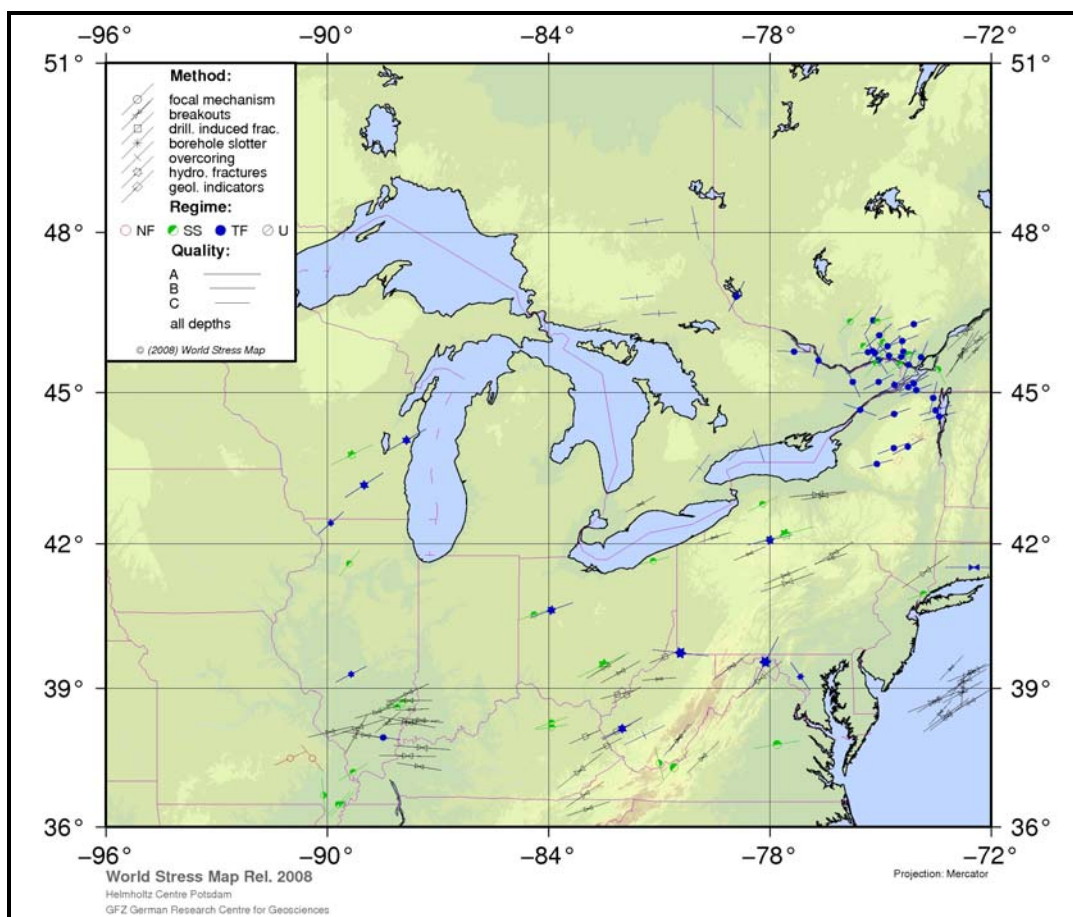 −96° −90° −84° −78° −72°
51° 51°
Method:
focal mechanism
breakouts
drill. induced frac.
borehole slotter
overcoring
hydro. fractures
geol. indicators
Regime:
NF SS TF U
48° 48°
Quality:
A
B
C
all depths
© (2008) World Stress Map
45° 45°
42° 42°
39° 39°
36° 36°
−96° −90° −84° −78° −72°
World Stress Map Rel. 2008
Projection: Mercator
Helmholtz Centre Potsdam
GFZ German Research Centre for Geosciences